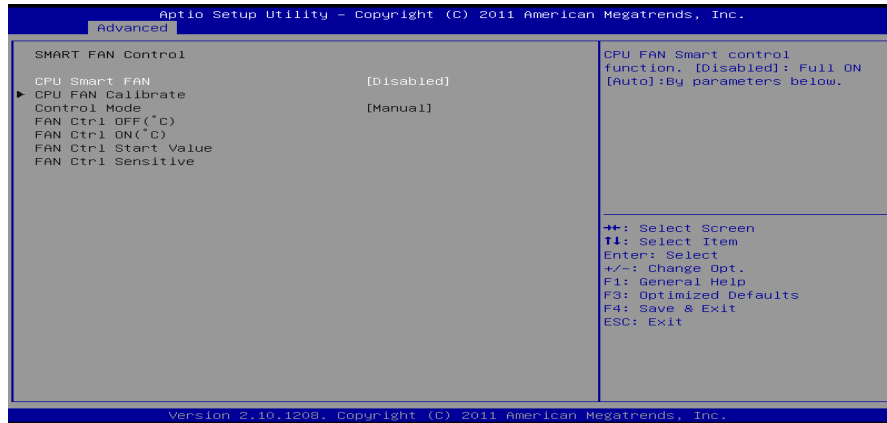 Aptio Setup Utility – Copyright (C) 2011 American Megatrends, Inc.
Advanced
SMART FAN Control
CPU Smart FAN [Disabled]
► CPU FAN Calibrate
Control Mode [Manual]
FAN Ctrl OFF(°C)
FAN Ctrl ON(°C)
FAN Ctrl Start Value
FAN Ctrl Sensitive
CPU FAN Smart control
function. [Disabled]: Full ON
[Auto]:By parameters below.
→←: Select Screen
↑↓: Select Item
Enter: Select
+/-: Change Opt.
F1: General Help
F3: Optimized Defaults
F4: Save & Exit
ESC: Exit
Version 2.10.1208. Copyright (C) 2011 American Megatrends, Inc.